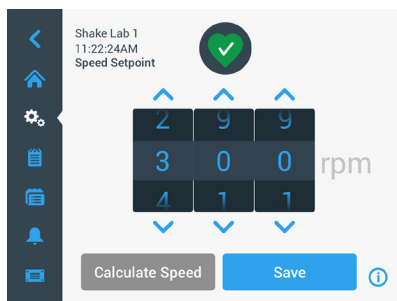 Shake Lab 1
11:22:24AM
Speed Setpoint
2 9 9
3 0 0 rpm
4 1 1
Calculate Speed Save